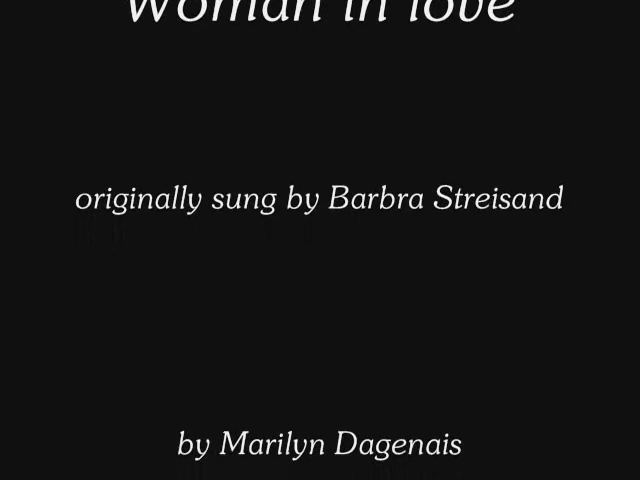 Woman in love
originally sung by Barbra Streisand
by Marilyn Dagenais